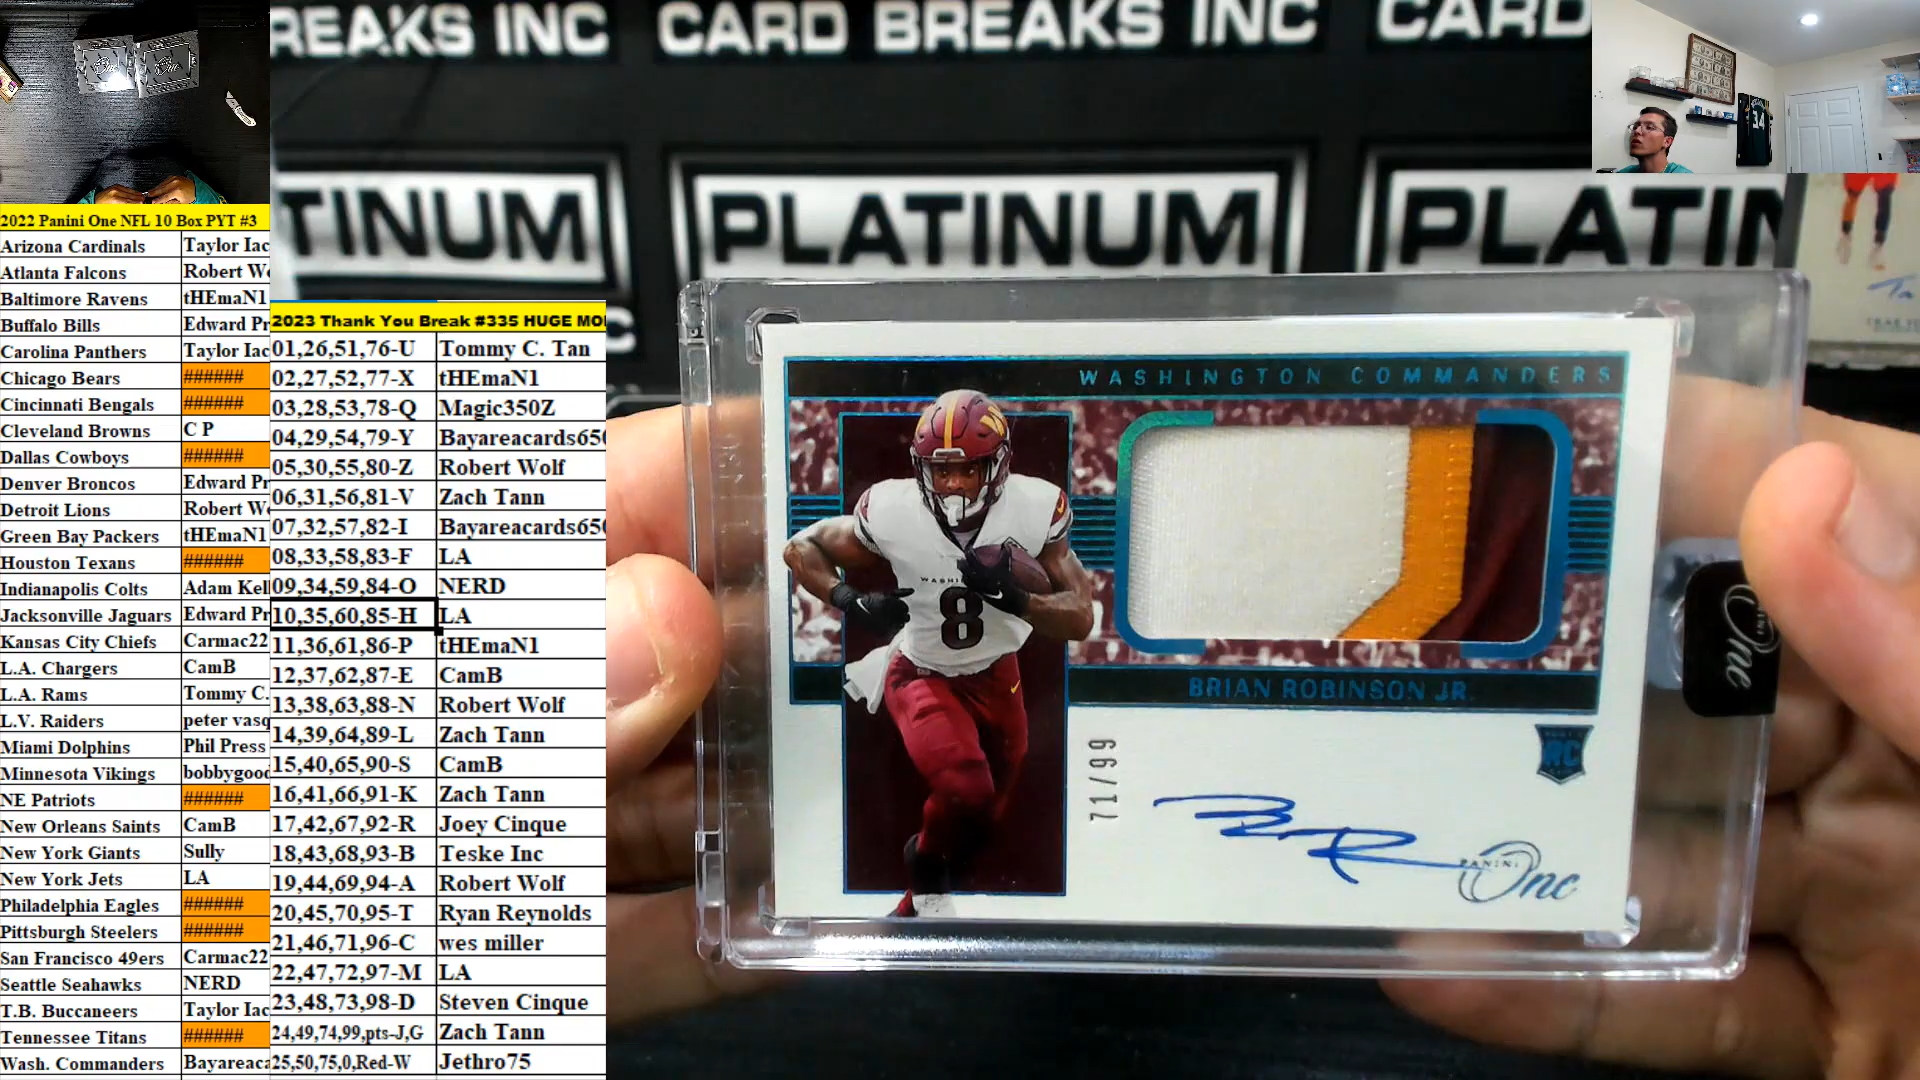 REAKS INC CARD BREAKS INC CARD
TINUM PLATINUM PLATIN
2022 Panini One NFL 10 Box PYT #3
Arizona Cardinals Taylor Iac
Atlanta Falcons Robert W
Baltimore Ravens tHEmaN1
Buffalo Bills Edward Pr
Carolina Panthers Taylor Iac
Chicago Bears ######
Cincinnati Bengals ######
Cleveland Browns C P
Dallas Cowboys ######
Denver Broncos Edward Pr
Detroit Lions Robert W
Green Bay Packers tHEmaN1
Houston Texans ######
Indianapolis Colts Adam Kel
Jacksonville Jaguars Edward Pr
Kansas City Chiefs Carmac22
L.A. Chargers CamB
L.A. Rams Tommy C.
L.V. Raiders peter vasq
Miami Dolphins Phil Press
Minnesota Vikings bobbygood
NE Patriots ######
New Orleans Saints CamB
New York Giants Sully
New York Jets LA
Philadelphia Eagles ######
Pittsburgh Steelers ######
San Francisco 49ers Carmac22
Seattle Seahawks NERD
T.B. Buccaneers Taylor Iac
Tennessee Titans ######
Wash. Commanders Bayareaca
2023 Thank You Break #335 HUGE MO
01,26,51,76-U Tommy C. Tan
02,27,52,77-X tHEmaN1
03,28,53,78-Q Magic350Z
04,29,54,79-Y Bayareacards650
05,30,55,80-Z Robert Wolf
06,31,56,81-V Zach Tann
07,32,57,82-I Bayareacards650
08,33,58,83-F LA
09,34,59,84-O NERD
10,35,60,85-H LA
11,36,61,86-P tHEmaN1
12,37,62,87-E CamB
13,38,63,88-N Robert Wolf
14,39,64,89-L Zach Tann
15,40,65,90-S CamB
16,41,66,91-K Zach Tann
17,42,67,92-R Joey Cinque
18,43,68,93-B Teske Inc
19,44,69,94-A Robert Wolf
20,45,70,95-T Ryan Reynolds
21,46,71,96-C wes miller
22,47,72,97-M LA
23,48,73,98-D Steven Cinque
24,49,74,99,pts-J,G Zach Tann
25,50,75,0,Red-W Jethro75
WASHINGTON COMMANDERS
8
BRIAN ROBINSON JR.
RC
71/99
PANINI One
One
34